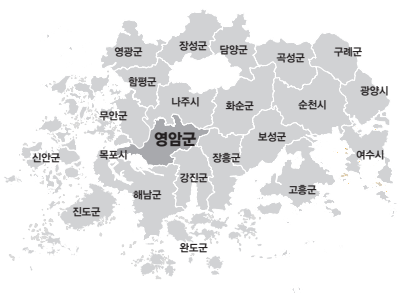 영광군
장성군
담양군
곡성군
구례군
함평군
광양시
나주시
화순군
순천시
무안군
영암군
보성군
신안군
목포시
장흥군
여수시
강진군
고흥군
해남군
진도군
완도군